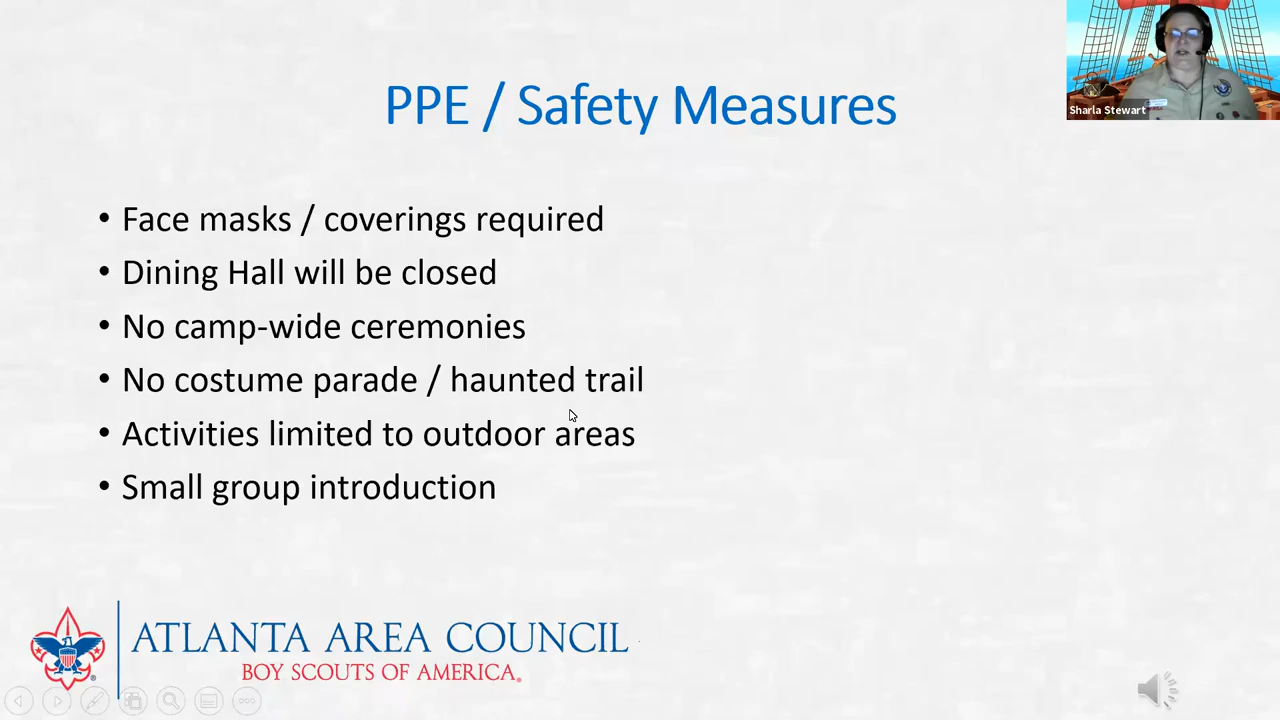 PPE / Safety Measures
Sharla Stewart
• Face masks / coverings required
• Dining Hall will be closed
• No camp-wide ceremonies
• No costume parade / haunted trail
• Activities limited to outdoor areas
• Small group introduction
ATLANTA AREA COUNCIL
BOY SCOUTS OF AMERICA®